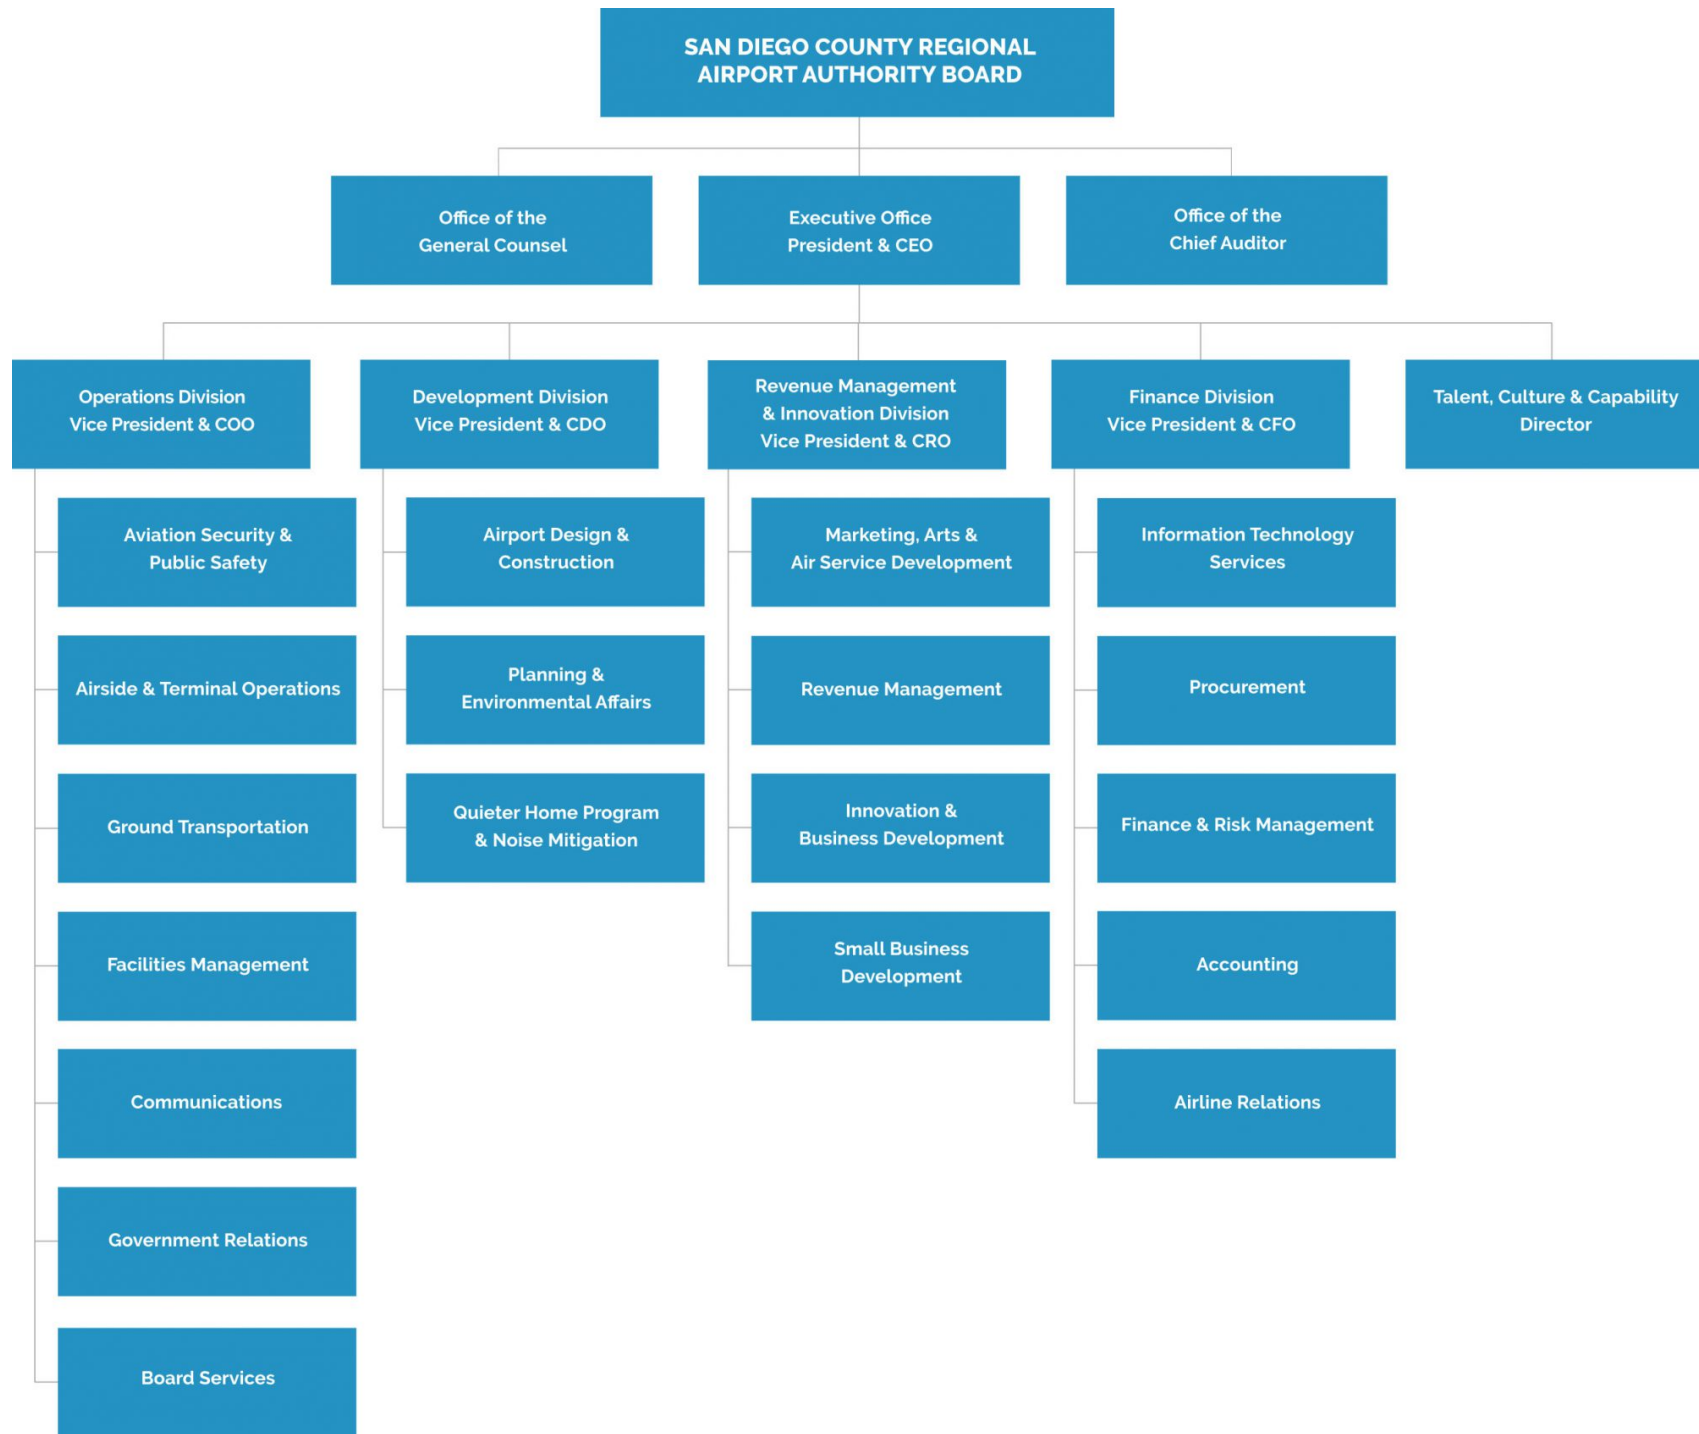 SAN DIEGO COUNTY REGIONAL
AIRPORT AUTHORITY BOARD
Office of the
General Counsel
Executive Office
President & CEO
Office of the
Chief Auditor
Operations Division
Vice President & COO
Development Division
Vice President & CDO
Revenue Management
& Innovation Division
Vice President & CRO
Finance Division
Vice President & CFO
Talent, Culture & Capability
Director
Aviation Security &
Public Safety
Airside & Terminal Operations
Ground Transportation
Facilities Management
Communications
Government Relations
Board Services
Airport Design &
Construction
Planning &
Environmental Affairs
Quieter Home Program
& Noise Mitigation
Marketing, Arts &
Air Service Development
Revenue Management
Innovation &
Business Development
Small Business
Development
Information Technology
Services
Procurement
Finance & Risk Management
Accounting
Airline Relations